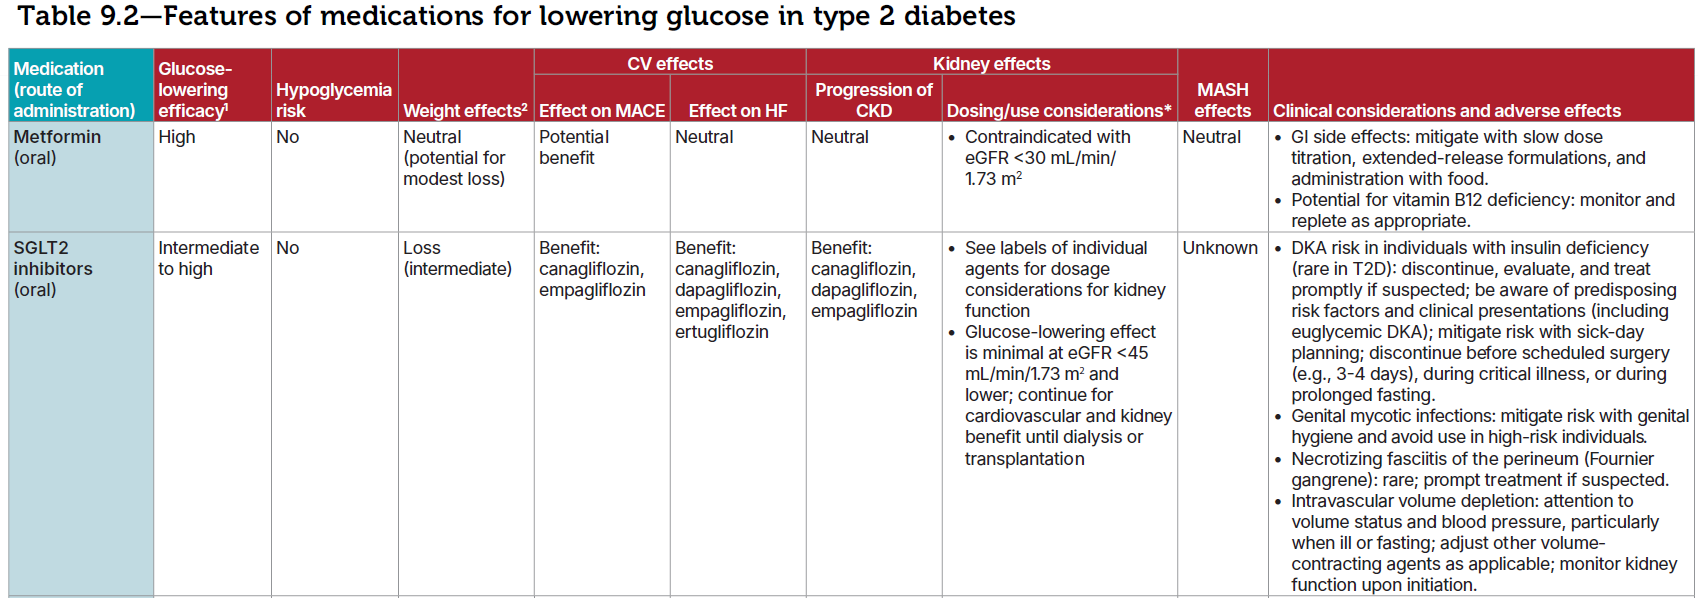 Table 9.2—Features of medications for lowering glucose in type 2 diabetes
Medication
(route of
administration)
Glucose-
lowering
efficacy¹
Hypoglycemia
risk
Weight effects²
CV effects
Effect on MACE
Effect on HF
Kidney effects
Progression of
CKD
Dosing/use considerations*
MASH
effects
Clinical considerations and adverse effects
Metformin
(oral)
High
No
Neutral
(potential for
modest loss)
Potential
benefit
Neutral
Neutral
• Contraindicated with
eGFR <30 mL/min/
1.73 m²
Neutral
• GI side effects: mitigate with slow dose
titration, extended-release formulations, and
administration with food.
• Potential for vitamin B12 deficiency: monitor and
replete as appropriate.
SGLT2
inhibitors
(oral)
Intermediate
to high
No
Loss
(intermediate)
Benefit:
canagliflozin,
empagliflozin
Benefit:
canagliflozin,
dapagliflozin,
empagliflozin,
ertugliflozin
Benefit:
canagliflozin,
dapagliflozin,
empagliflozin
• See labels of individual
agents for dosage
considerations for kidney
function
• Glucose-lowering effect
is minimal at eGFR <45
mL/min/1.73 m² and
lower; continue for
cardiovascular and kidney
benefit until dialysis or
transplantation
Unknown
• DKA risk in individuals with insulin deficiency
(rare in T2D): discontinue, evaluate, and treat
promptly if suspected; be aware of predisposing
risk factors and clinical presentations (including
euglycemic DKA); mitigate risk with sick-day
planning; discontinue before scheduled surgery
(e.g., 3-4 days), during critical illness, or during
prolonged fasting.
• Genital mycotic infections: mitigate risk with genital
hygiene and avoid use in high-risk individuals.
• Necrotizing fasciitis of the perineum (Fournier
gangrene): rare; prompt treatment if suspected.
• Intravascular volume depletion: attention to
volume status and blood pressure, particularly
when ill or fasting; adjust other volume-
contracting agents as applicable; monitor kidney
function upon initiation.